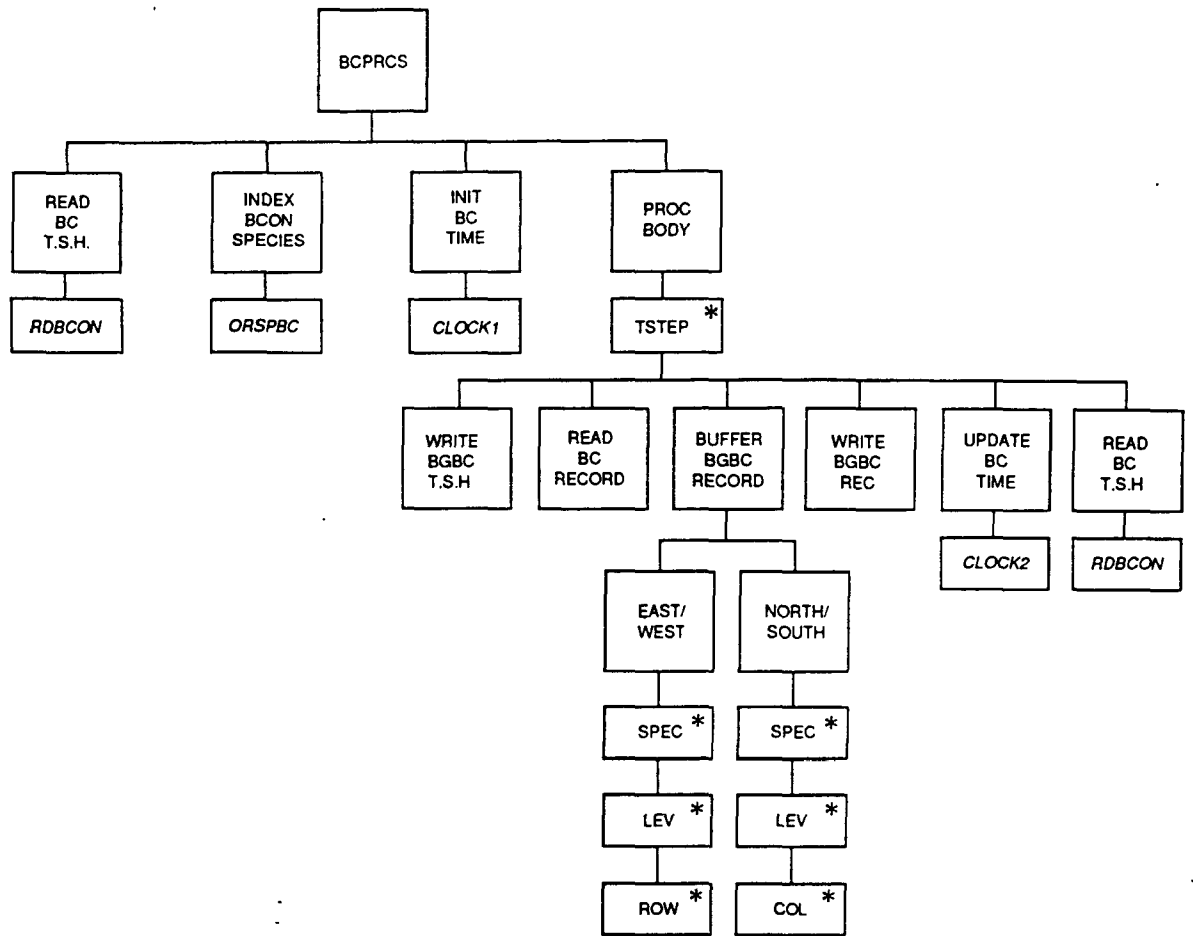 BCPRCS
READ
BC
T.S.H.
INDEX
BCON
SPECIES
INIT
BC
TIME
PROC
BODY
RDBCON
ORSPBC
CLOCK1
TSTEP *
WRITE
BGBC
T.S.H
READ
BC
RECORD
BUFFER
BGBC
RECORD
WRITE
BGBC
REC
UPDATE
BC
TIME
READ
BC
T.S.H
CLOCK2
RDBCON
EAST/
WEST
NORTH/
SOUTH
SPEC *
SPEC *
LEV *
LEV *
ROW *
COL *